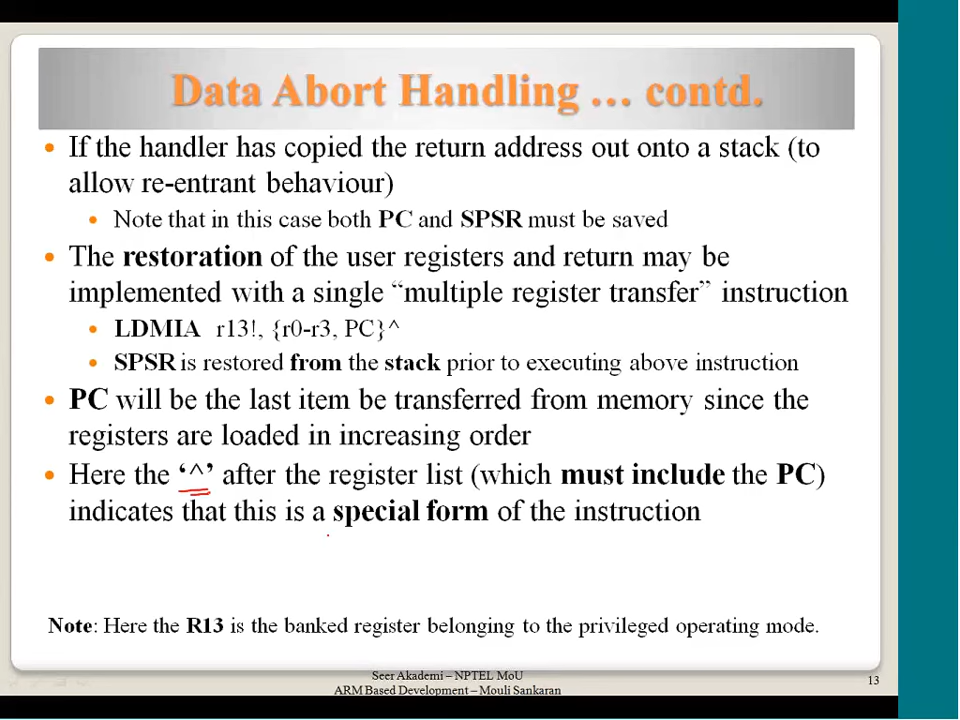 Data Abort Handling … contd.
• If the handler has copied the return address out onto a stack (to
allow re-entrant behaviour)
• Note that in this case both PC and SPSR must be saved
• The restoration of the user registers and return may be
implemented with a single “multiple register transfer” instruction
• LDMIA r13!, {r0-r3, PC}^
• SPSR is restored from the stack prior to executing above instruction
• PC will be the last item be transferred from memory since the
registers are loaded in increasing order
• Here the ‘^’ after the register list (which must include the PC)
indicates that this is a special form of the instruction
Note: Here the R13 is the banked register belonging to the privileged operating mode.
Seer Akademi – NPTEL MoU
ARM Based Development – Mouli Sankaran
13